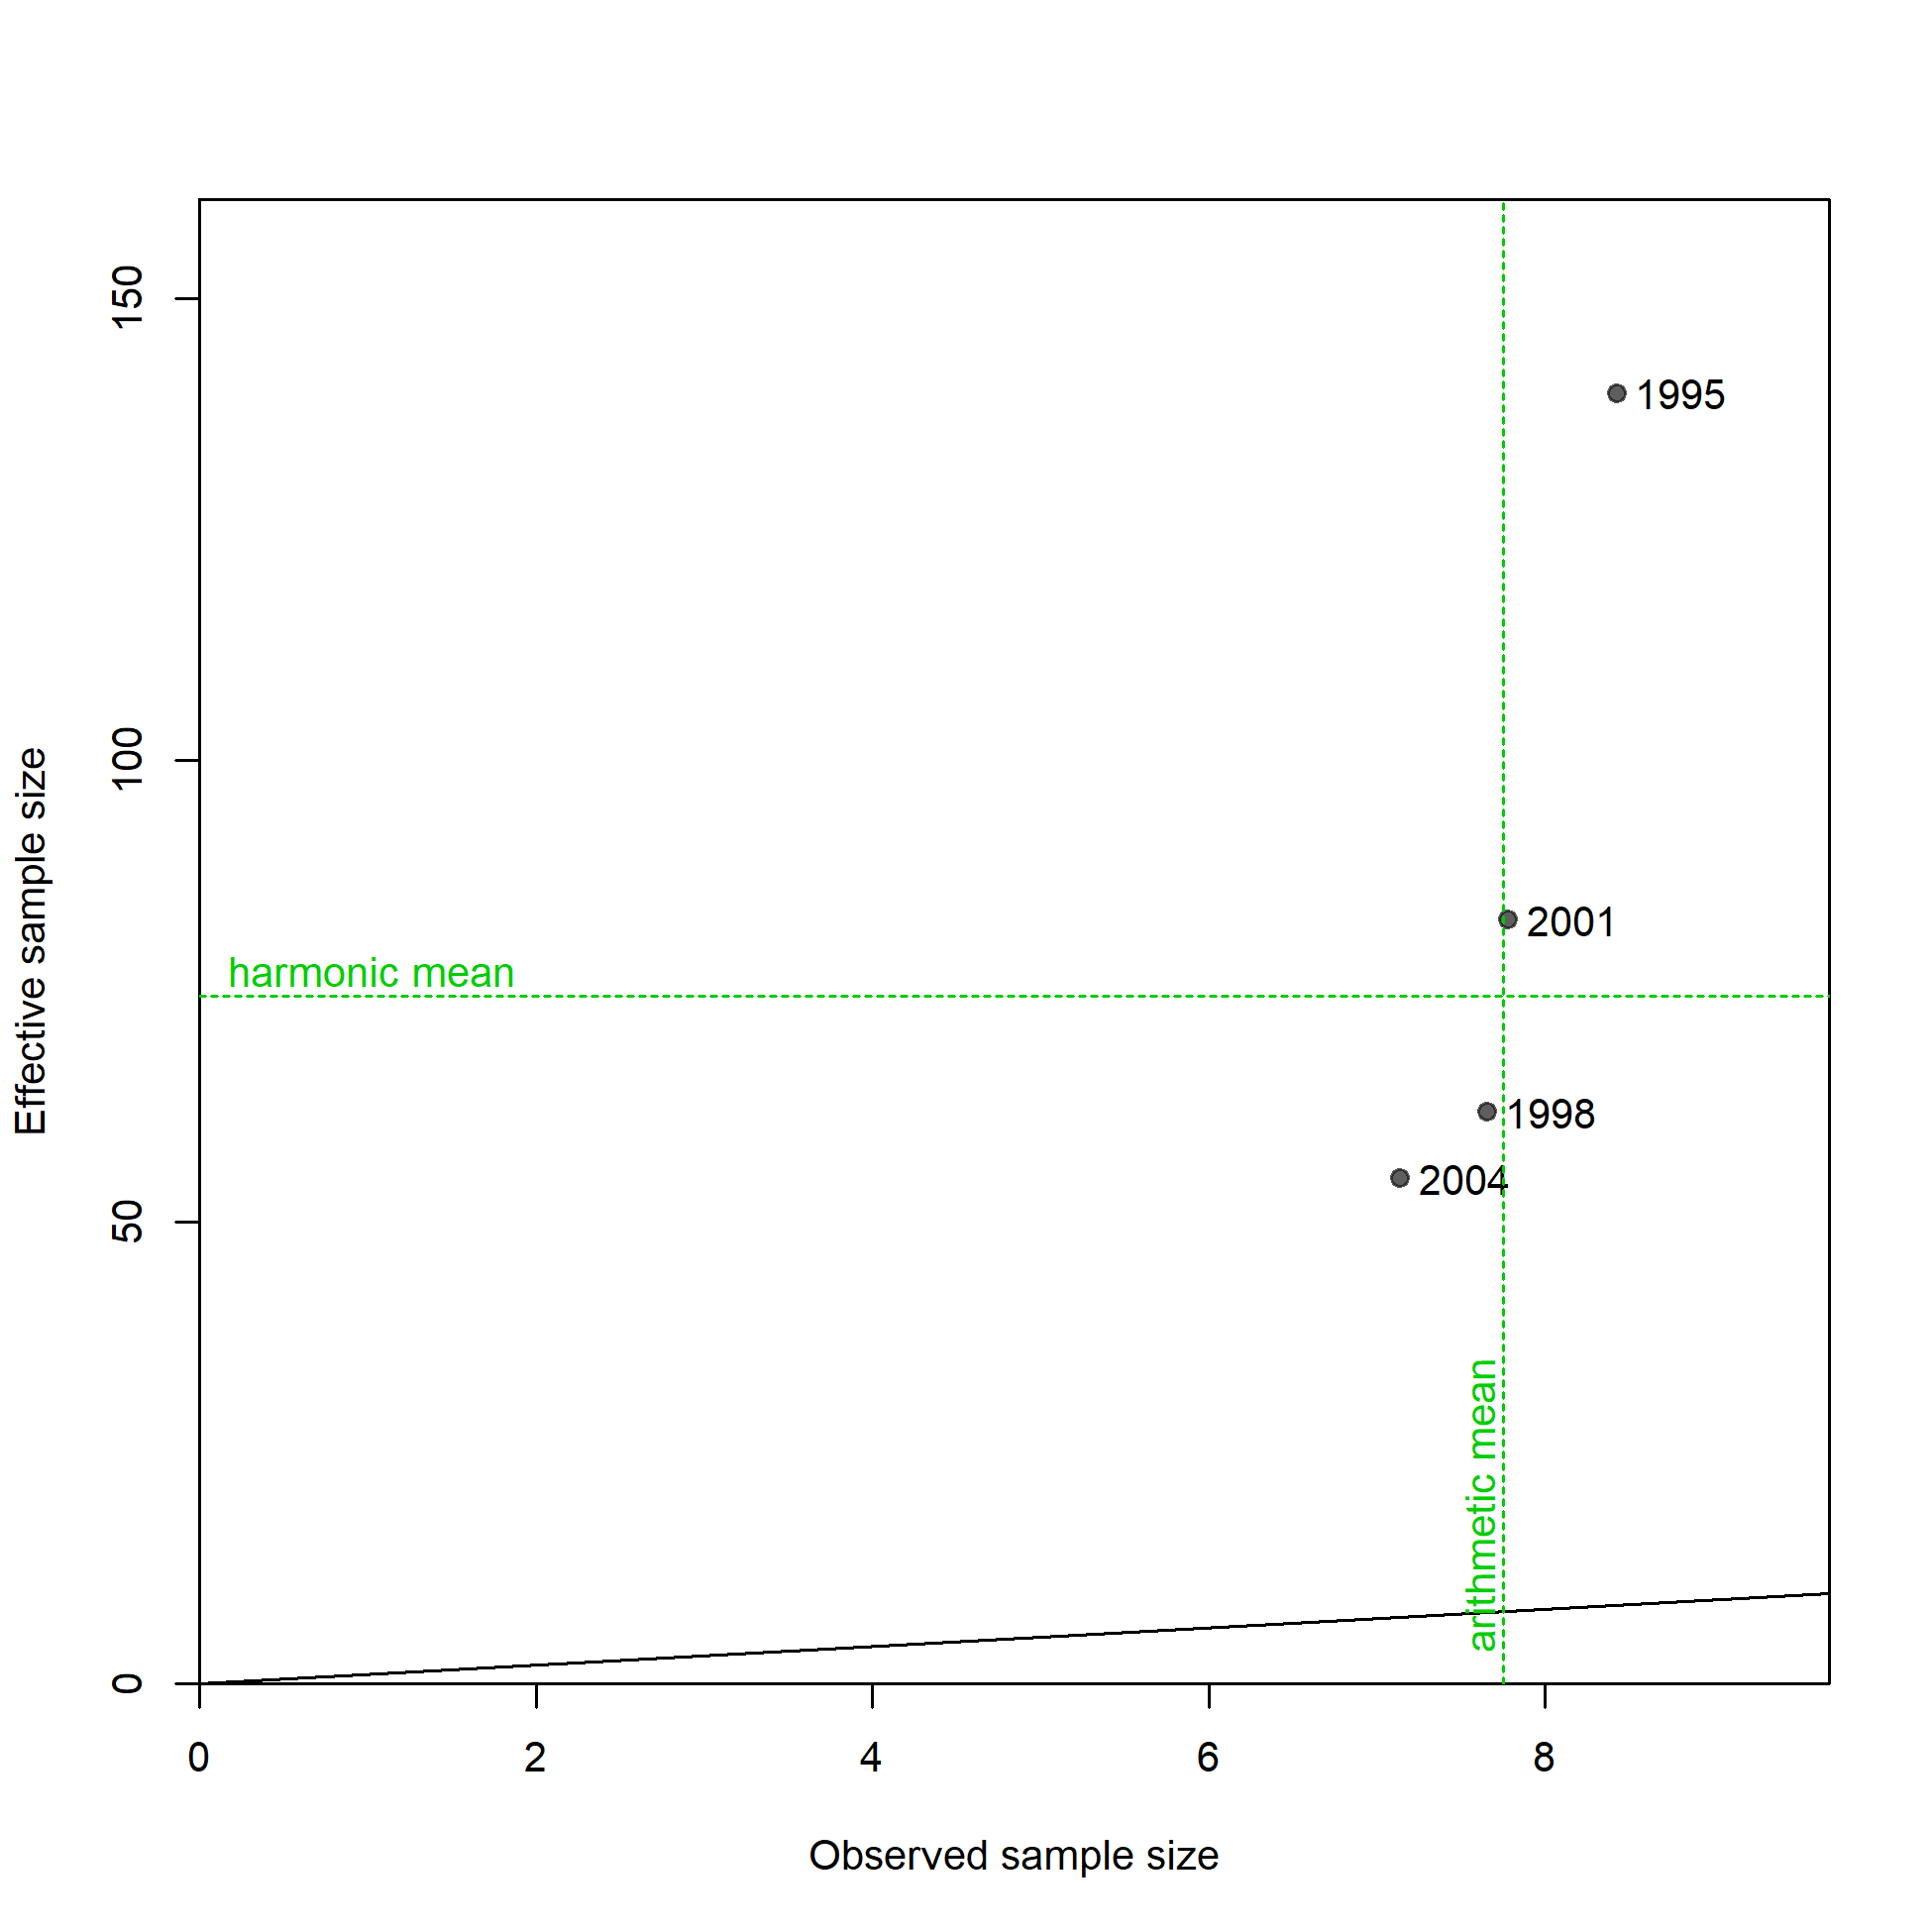 150
100
50
0
Effective sample size
1995
2001
harmonic mean
1998
2004
arithmetic mean
0 2 4 6 8
Observed sample size